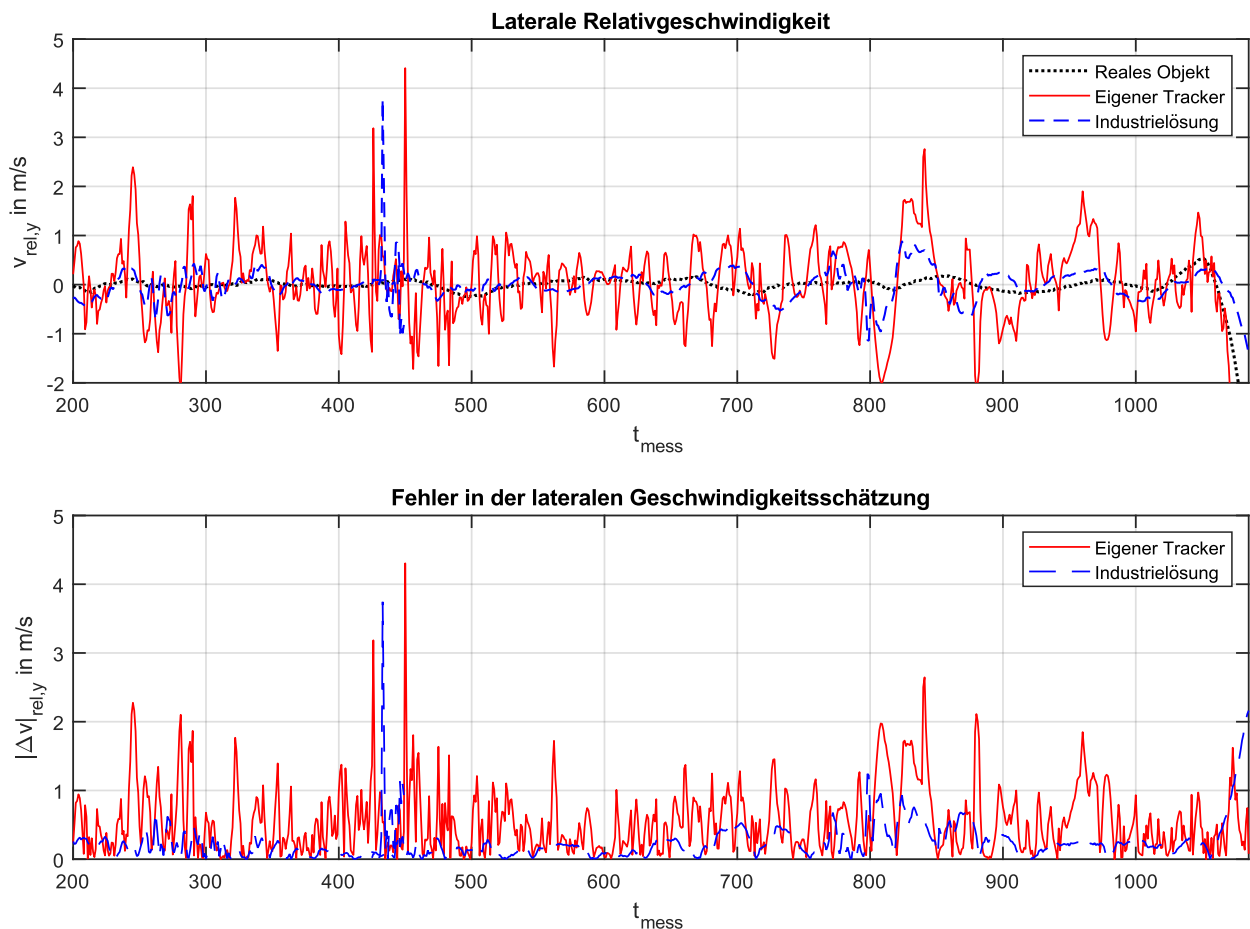 Laterale Relativgeschwindigkeit
5
4
3
2
1
0
-1
-2
v_rel,y in m/s
Reales Objekt
Eigener Tracker
Industrielösung
200 300 400 500 600 700 800 900 1000
t_mess
Fehler in der lateralen Geschwindigkeitsschätzung
5
4
3
2
1
0
|Δv|_rel,y in m/s
Eigener Tracker
Industrielösung
200 300 400 500 600 700 800 900 1000
t_mess